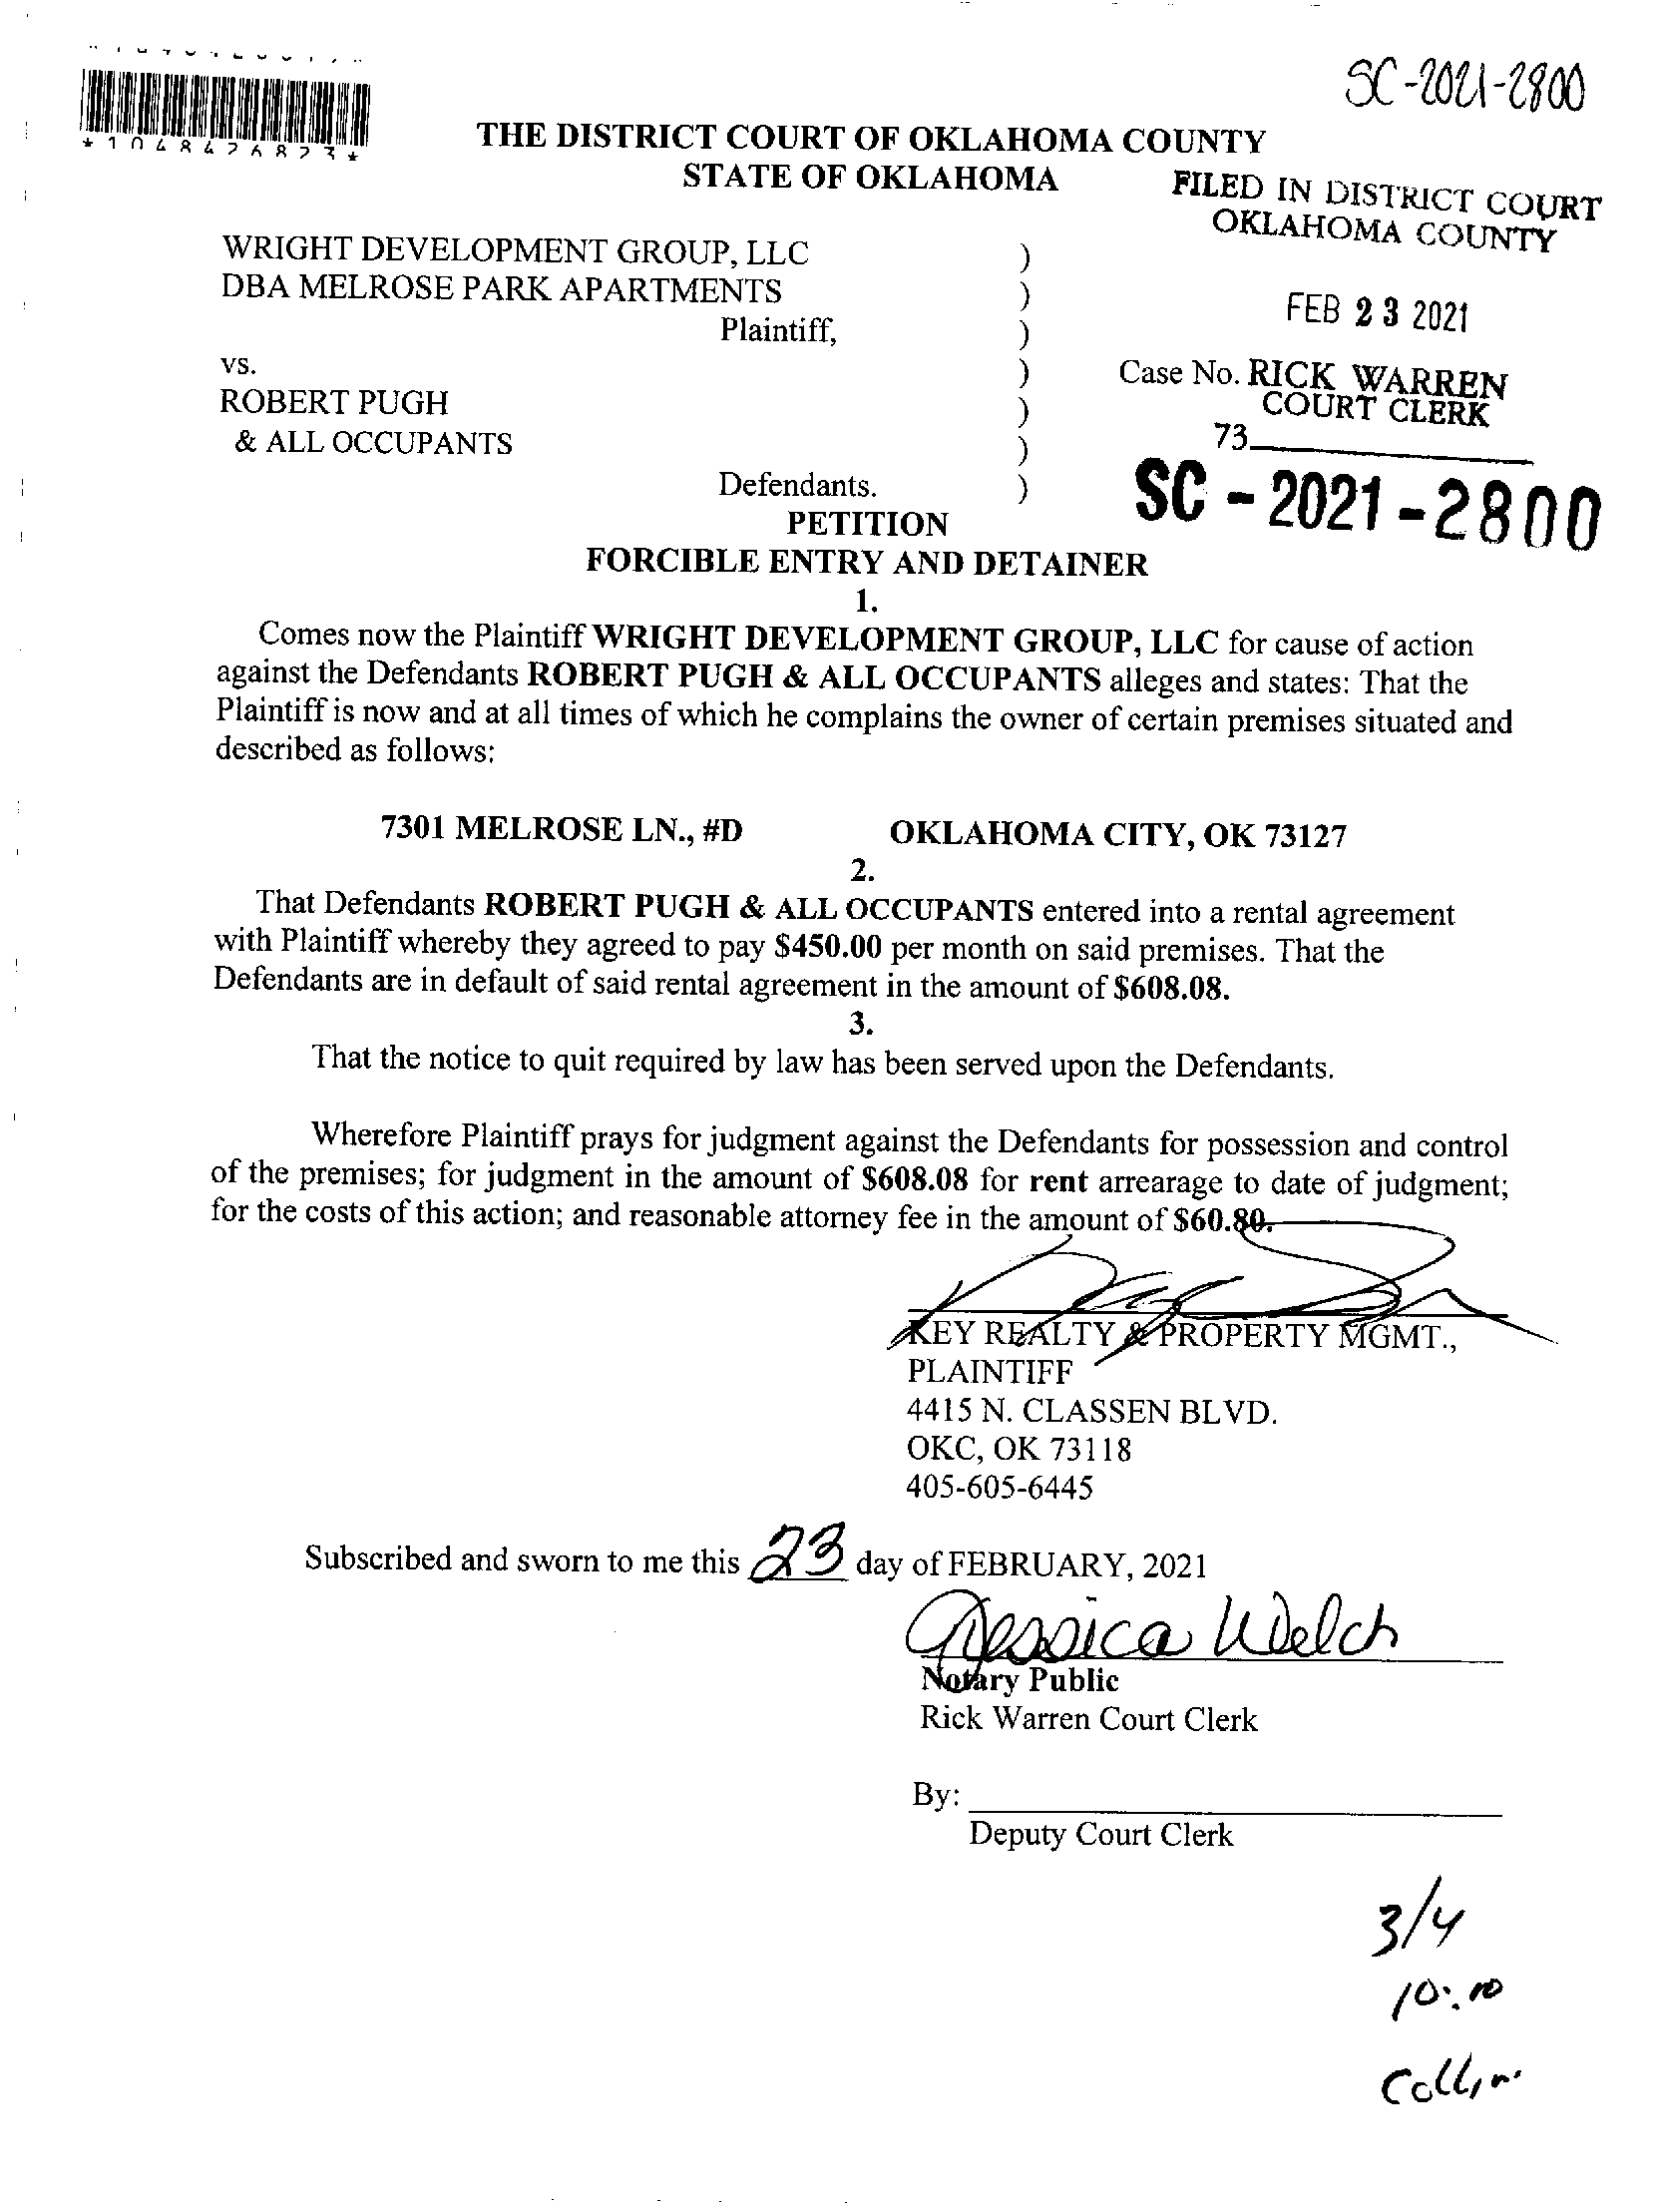 SC-2021-2800
*1048426823*
THE DISTRICT COURT OF OKLAHOMA COUNTY
STATE OF OKLAHOMA
FILED IN DISTRICT COURT
OKLAHOMA COUNTY
WRIGHT DEVELOPMENT GROUP, LLC )
DBA MELROSE PARK APARTMENTS )
FEB 23 2021
Plaintiff, )
vs. )
Case No. RICK WARREN
COURT CLERK
ROBERT PUGH )
& ALL OCCUPANTS )
73
Defendants. )
SC - 2021 - 2800
PETITION
FORCIBLE ENTRY AND DETAINER
1.
Comes now the Plaintiff WRIGHT DEVELOPMENT GROUP, LLC for cause of action
against the Defendants ROBERT PUGH & ALL OCCUPANTS alleges and states: That the
Plaintiff is now and at all times of which he complains the owner of certain premises situated and
described as follows:
7301 MELROSE LN., #D OKLAHOMA CITY, OK 73127
2.
That Defendants ROBERT PUGH & ALL OCCUPANTS entered into a rental agreement
with Plaintiff whereby they agreed to pay $450.00 per month on said premises. That the
Defendants are in default of said rental agreement in the amount of $608.08.
3.
That the notice to quit required by law has been served upon the Defendants.
Wherefore Plaintiff prays for judgment against the Defendants for possession and control
of the premises; for judgment in the amount of $608.08 for rent arrearage to date of judgment;
for the costs of this action; and reasonable attorney fee in the amount of $60.80.
KEY REALTY & PROPERTY MGMT.,
PLAINTIFF
4415 N. CLASSEN BLVD.
OKC, OK 73118
405-605-6445
Subscribed and sworn to me this 23 day of FEBRUARY, 2021
Jessica Welch
Notary Public
Rick Warren Court Clerk
By:
Deputy Court Clerk
3/4
10:10